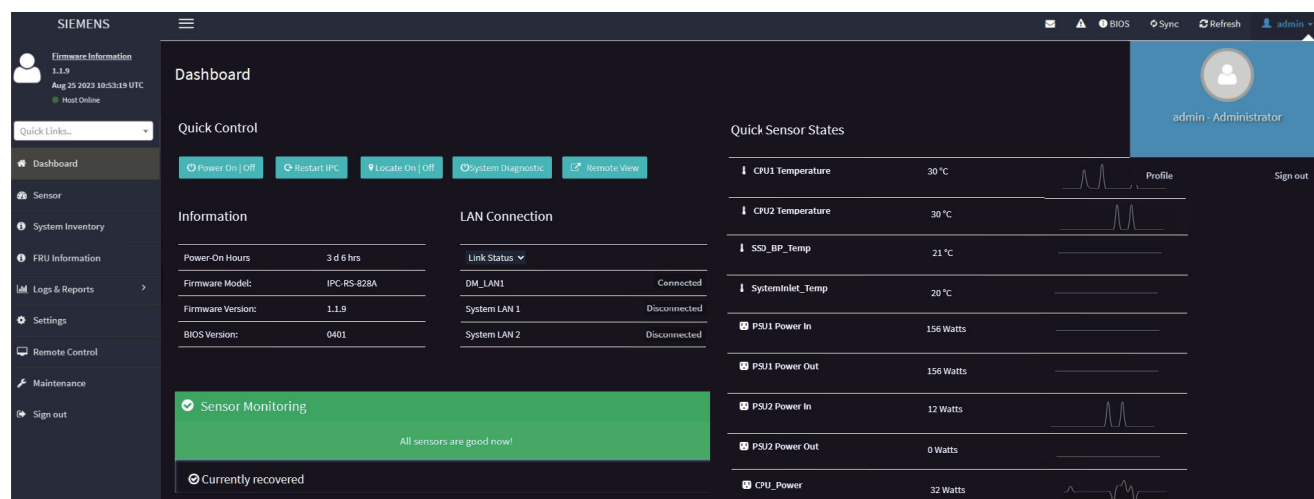 SIEMENS
BIOS Sync Refresh admin
Firmware Information
1.1.9
Aug 25 2023 10:53:19 UTC
Host Online
Quick Links..
Dashboard
Sensor
System Inventory
FRU Information
Logs & Reports
Settings
Remote Control
Maintenance
Sign out
admin - Administrator
Profile Sign out
Dashboard
Quick Control
Power On | Off Restart IPC Locate On | Off System Diagnostic Remote View
Information
Power-On Hours 3 d 6 hrs
Firmware Model: IPC-RS-828A
Firmware Version: 1.1.9
BIOS Version: 0401
LAN Connection
Link Status
DM_LAN1 Connected
System LAN 1 Disconnected
System LAN 2 Disconnected
Sensor Monitoring
All sensors are good now!
Currently recovered
Quick Sensor States
CPU1 Temperature 30 °C
CPU2 Temperature 30 °C
SSD_BP_Temp 21 °C
SystemInlet_Temp 20 °C
PSU1 Power In 156 Watts
PSU1 Power Out 156 Watts
PSU2 Power In 12 Watts
PSU2 Power Out 0 Watts
CPU_Power 32 Watts